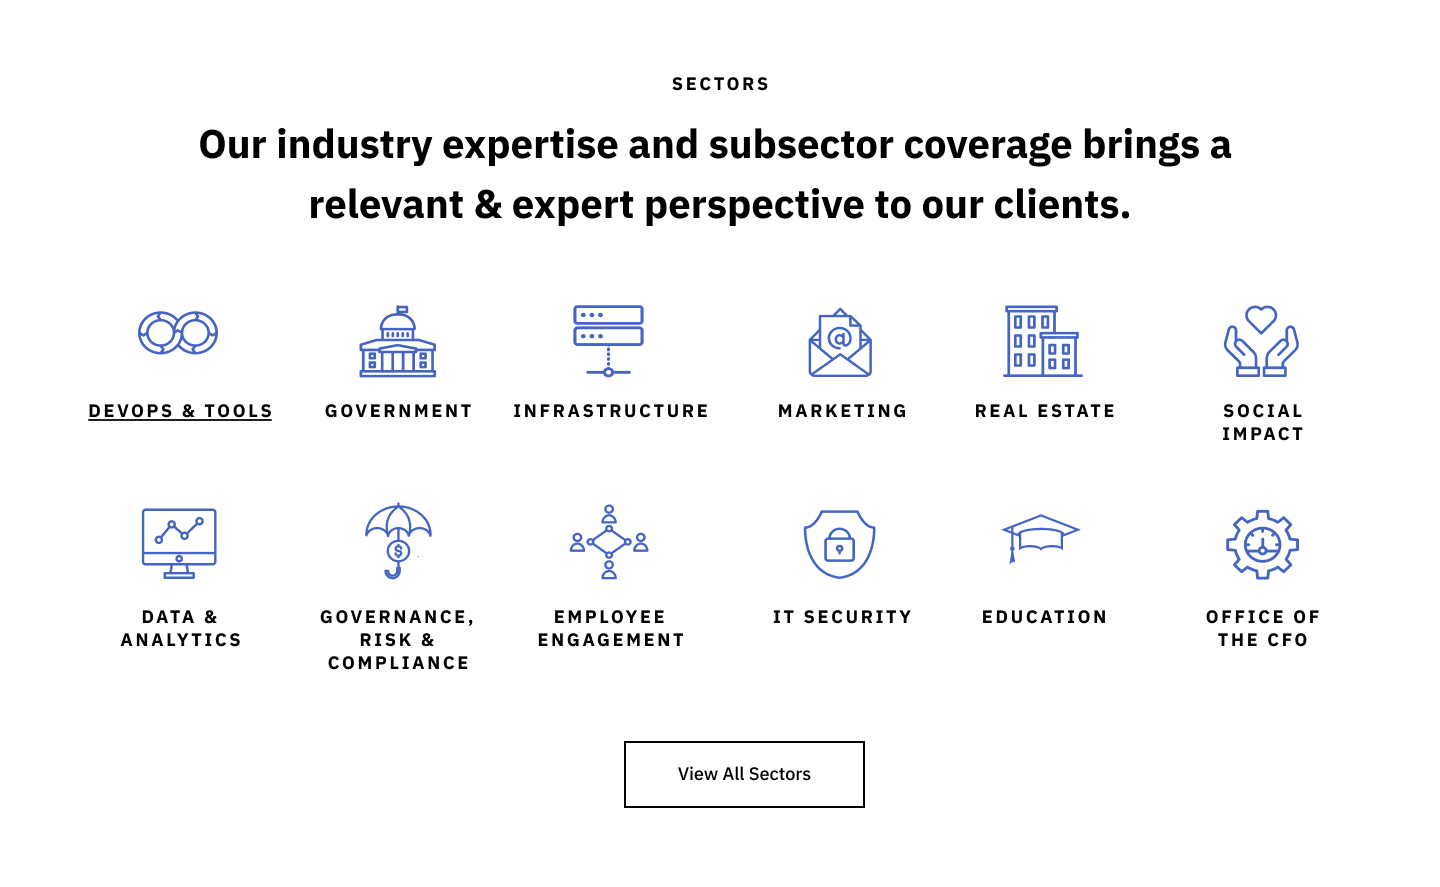 SECTORS
Our industry expertise and subsector coverage brings a
relevant & expert perspective to our clients.
DEVOPS & TOOLS
GOVERNMENT
INFRASTRUCTURE
@
MARKETING
REAL ESTATE
SOCIAL
IMPACT
DATA &
ANALYTICS
$
GOVERNANCE,
RISK &
COMPLIANCE
EMPLOYEE
ENGAGEMENT
IT SECURITY
EDUCATION
OFFICE OF
THE CFO
View All Sectors